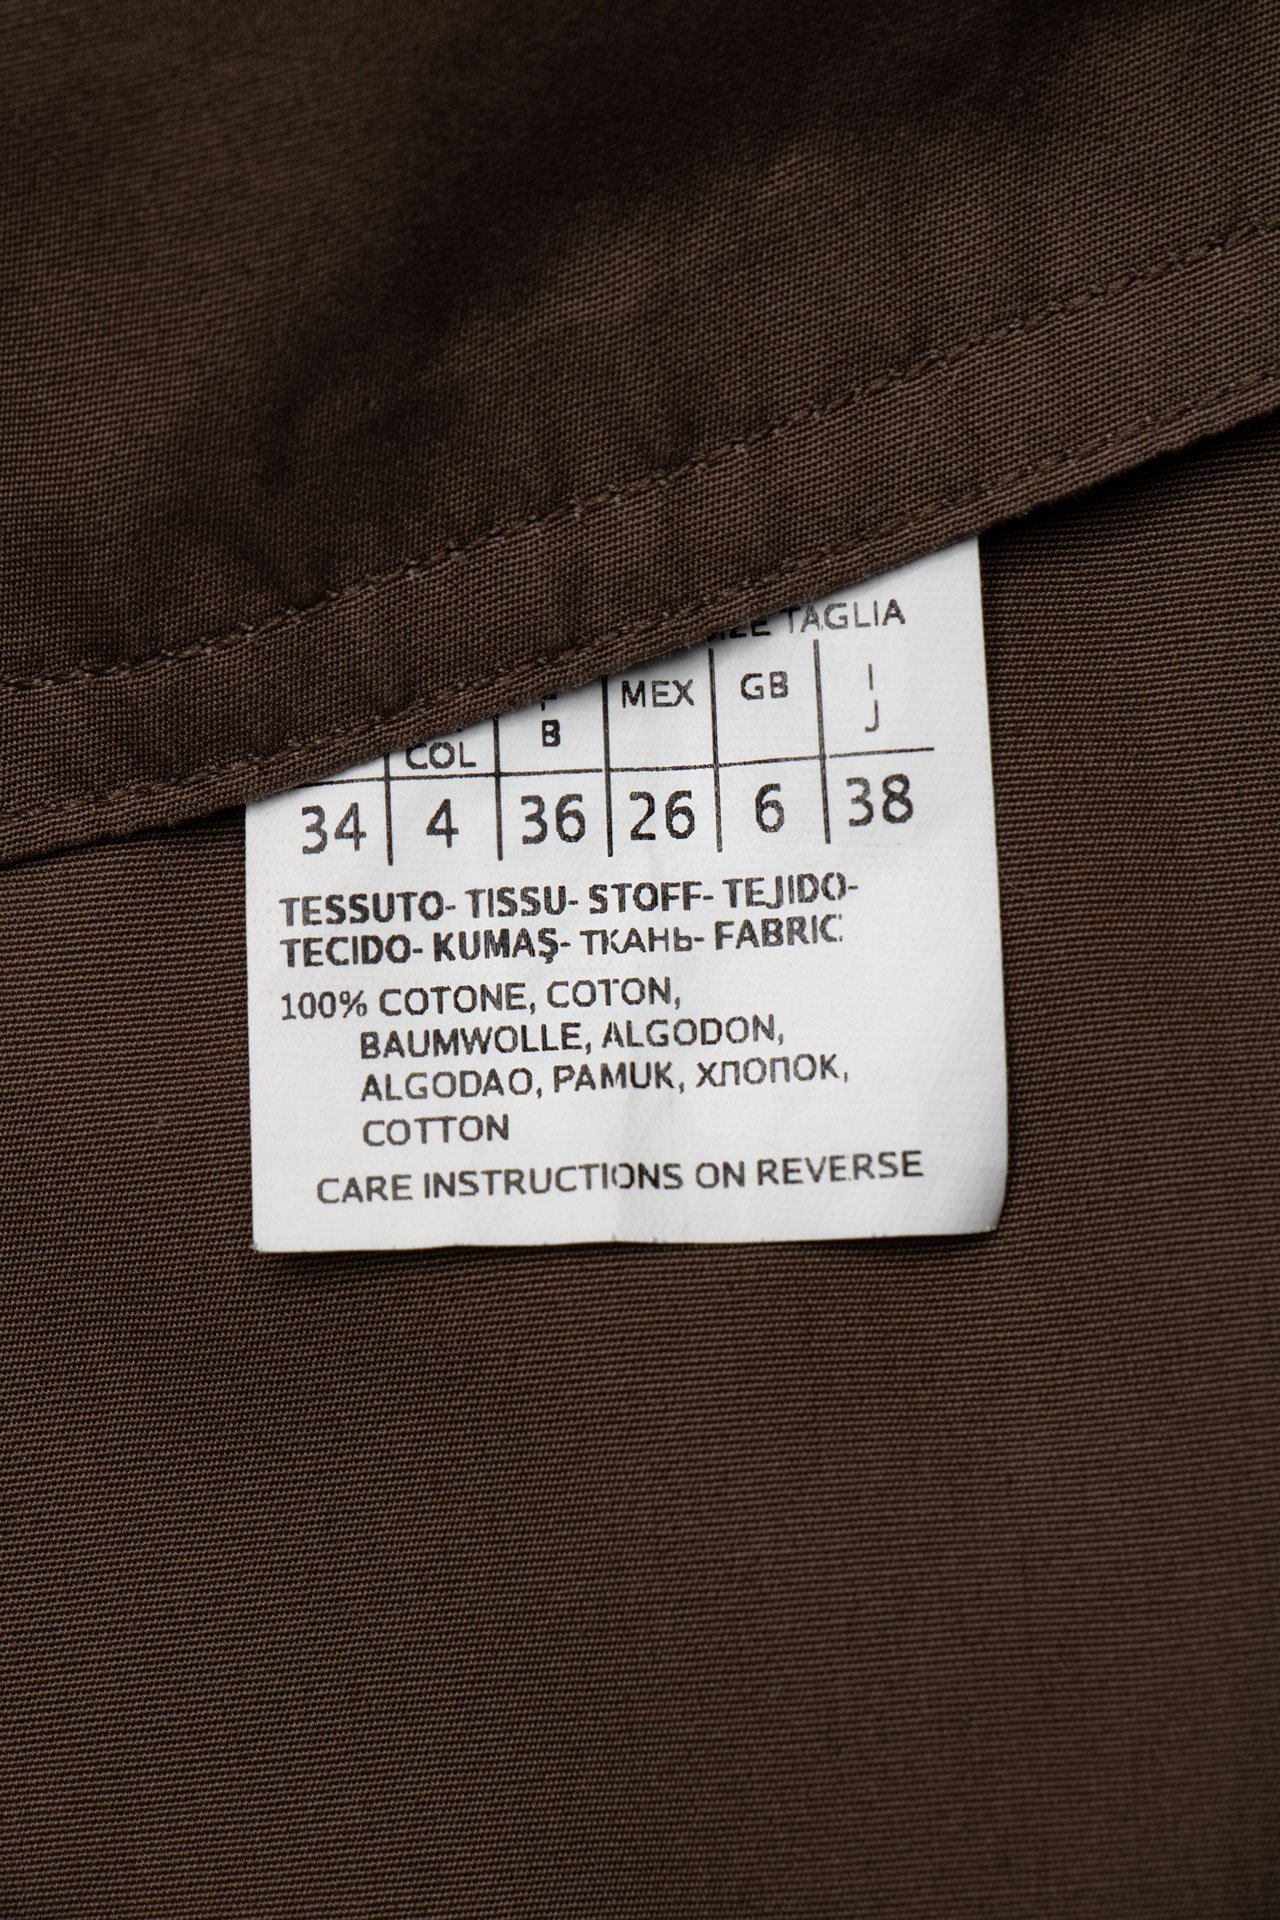 TAGLIA
MEX GB I
B J
COL
34 4 36 26 6 38
TESSUTO- TISSU- STOFF- TEJIDO-
TECIDO- KUMAŞ- ТКАНЬ- FABRIC:
100% COTONE, COTON,
BAUMWOLLE, ALGODON,
ALGODAO, PAMUK, ХЛОПОК,
COTTON
CARE INSTRUCTIONS ON REVERSE